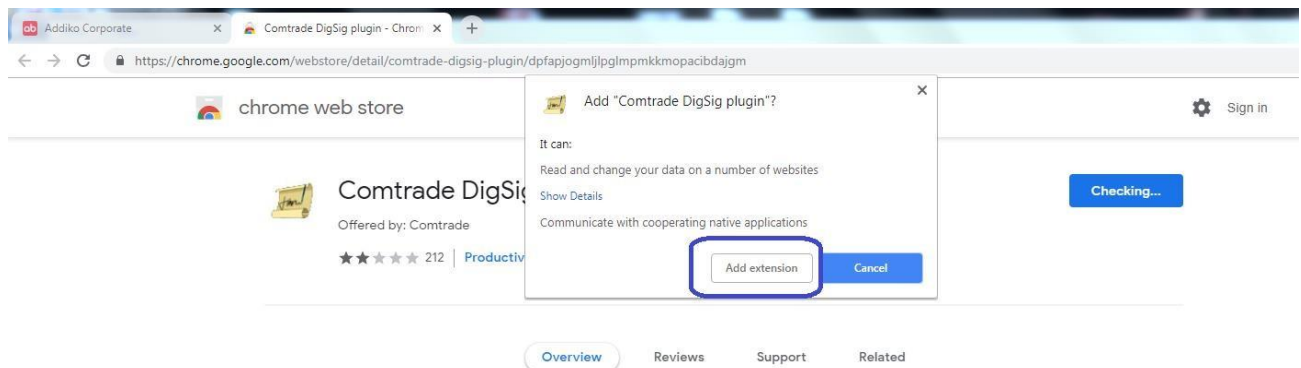 Addiko Corporate
Comtrade DigSig plugin - Chrom
https://chrome.google.com/webstore/detail/comtrade-digsig-plugin/dpfapjogmljlpglmpmkkmopacibdajgm
chrome web store
Sign in
Add "Comtrade DigSig plugin"?
It can:
Read and change your data on a number of websites
Show Details
Communicate with cooperating native applications
Add extension
Cancel
Comtrade DigSig
Offered by: Comtrade
212
Productiv
Checking...
Overview Reviews Support Related